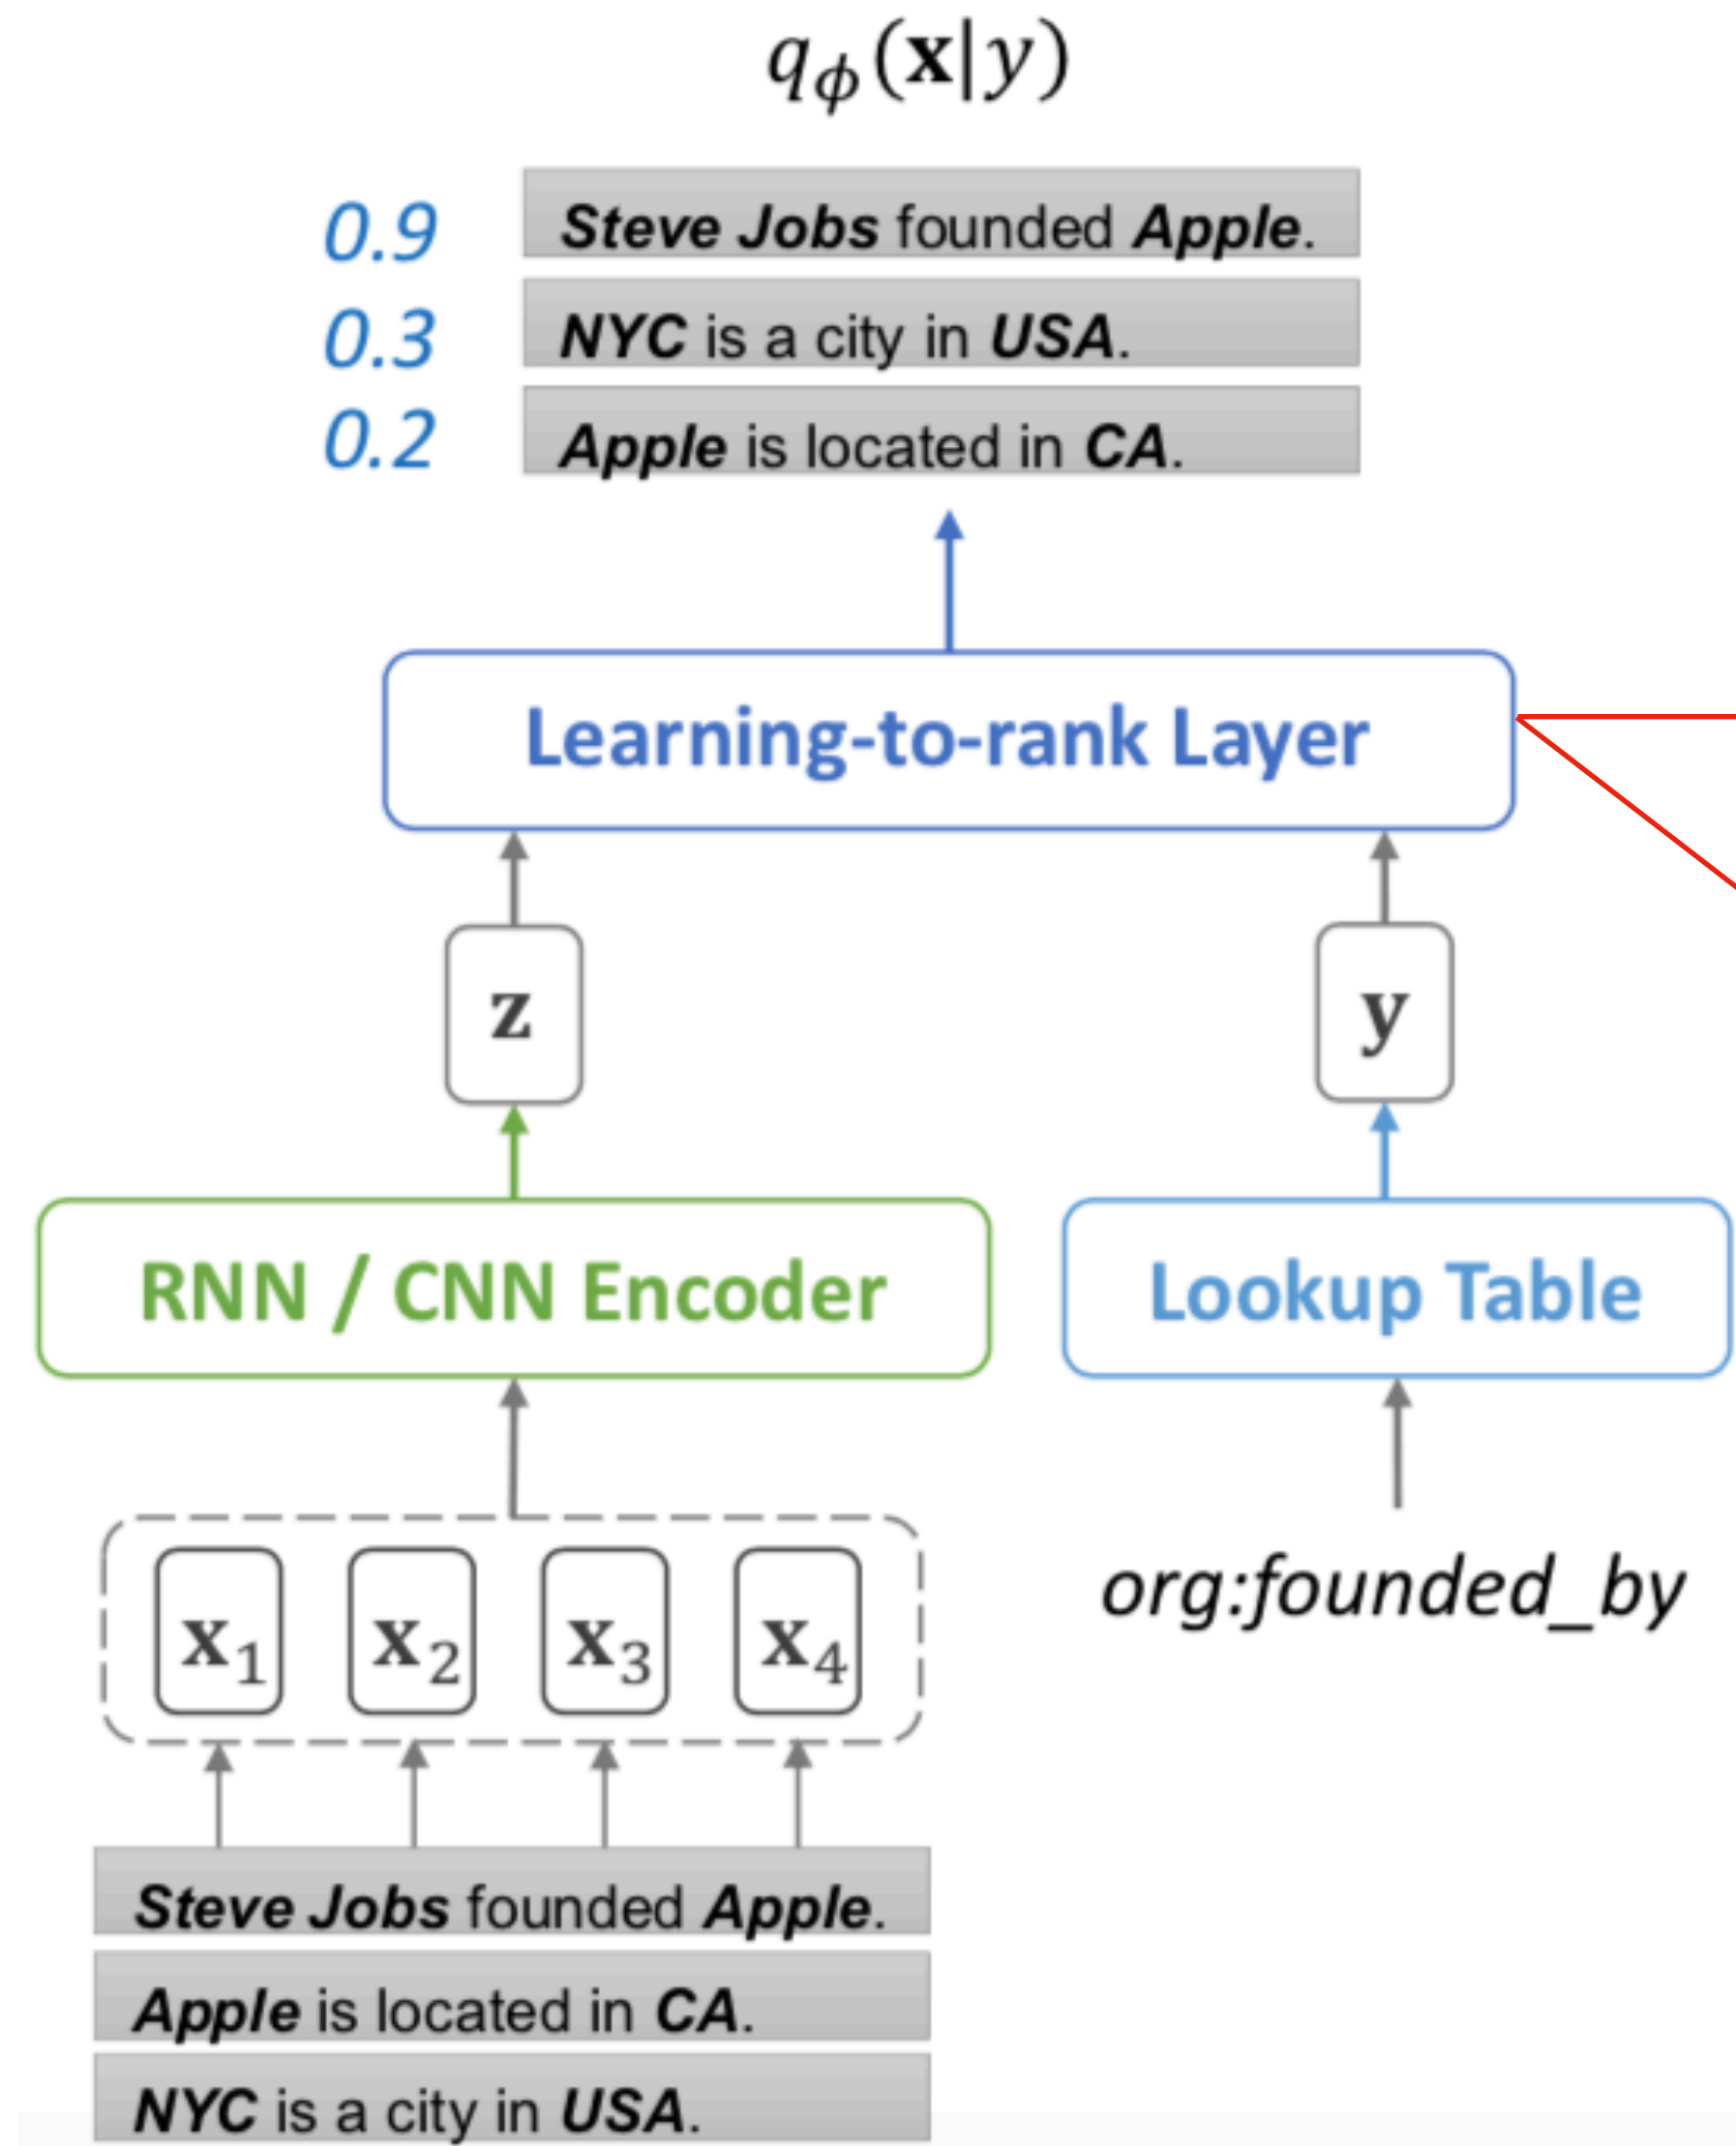 qϕ(x|y)
0.9 Steve Jobs founded Apple.
0.3 NYC is a city in USA.
0.2 Apple is located in CA.
Learning-to-rank Layer
z y
RNN / CNN Encoder Lookup Table
x1 x2 x3 x4
org:founded_by
Steve Jobs founded Apple.
Apple is located in CA.
NYC is a city in USA.